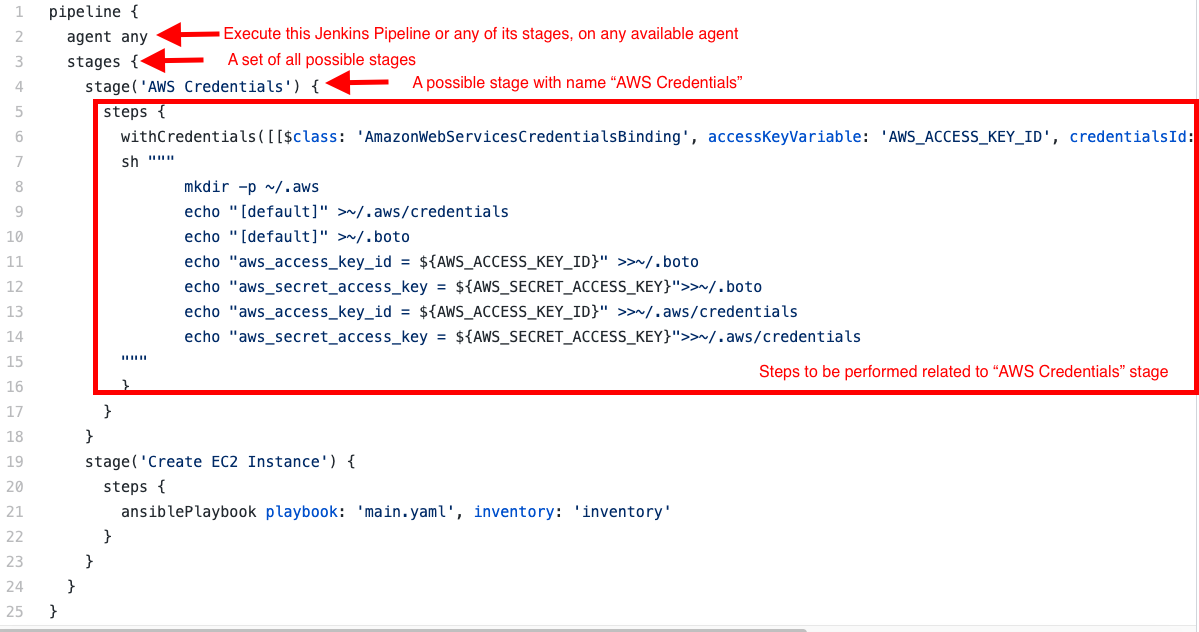 1 pipeline {
2 agent any Execute this Jenkins Pipeline or any of its stages, on any available agent
3 stages { A set of all possible stages
4 stage('AWS Credentials') { A possible stage with name “AWS Credentials”
5 steps {
6 withCredentials([[$class: 'AmazonWebServicesCredentialsBinding', accessKeyVariable: 'AWS_ACCESS_KEY_ID', credentialsId:
7 sh """
8 mkdir -p ~/.aws
9 echo "[default]" >~/.aws/credentials
10 echo "[default]" >~/.boto
11 echo "aws_access_key_id = ${AWS_ACCESS_KEY_ID}" >>~/.boto
12 echo "aws_secret_access_key = ${AWS_SECRET_ACCESS_KEY}">>~/.boto
13 echo "aws_access_key_id = ${AWS_ACCESS_KEY_ID}" >>~/.aws/credentials
14 echo "aws_secret_access_key = ${AWS_SECRET_ACCESS_KEY}">>~/.aws/credentials
15 """
Steps to be performed related to “AWS Credentials” stage
16 }
17 }
18 }
19 stage('Create EC2 Instance') {
20 steps {
21 ansiblePlaybook playbook: 'main.yaml', inventory: 'inventory'
22 }
23 }
24 }
25 }